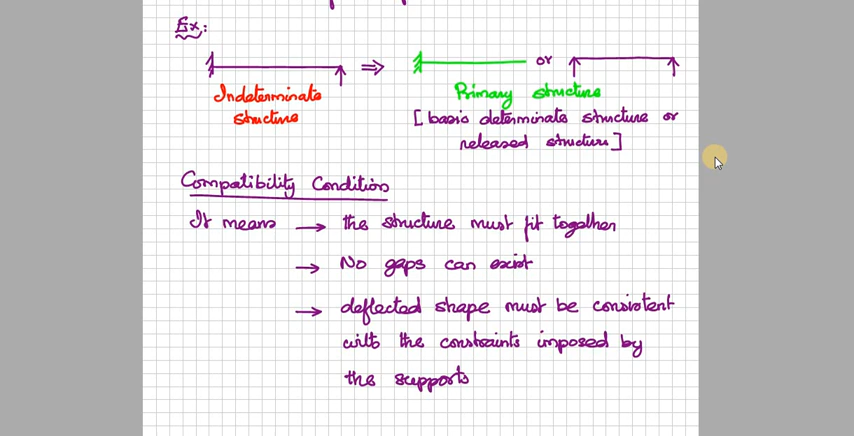 Ex:
⇒ or
Indeterminate Primary structure
structure [basic determinate structure or
released structure]
Compatibility Condition
It means → the structure must fit together
→ No gaps can exist
→ deflected shape must be consistent
with the constraints imposed by
the supports